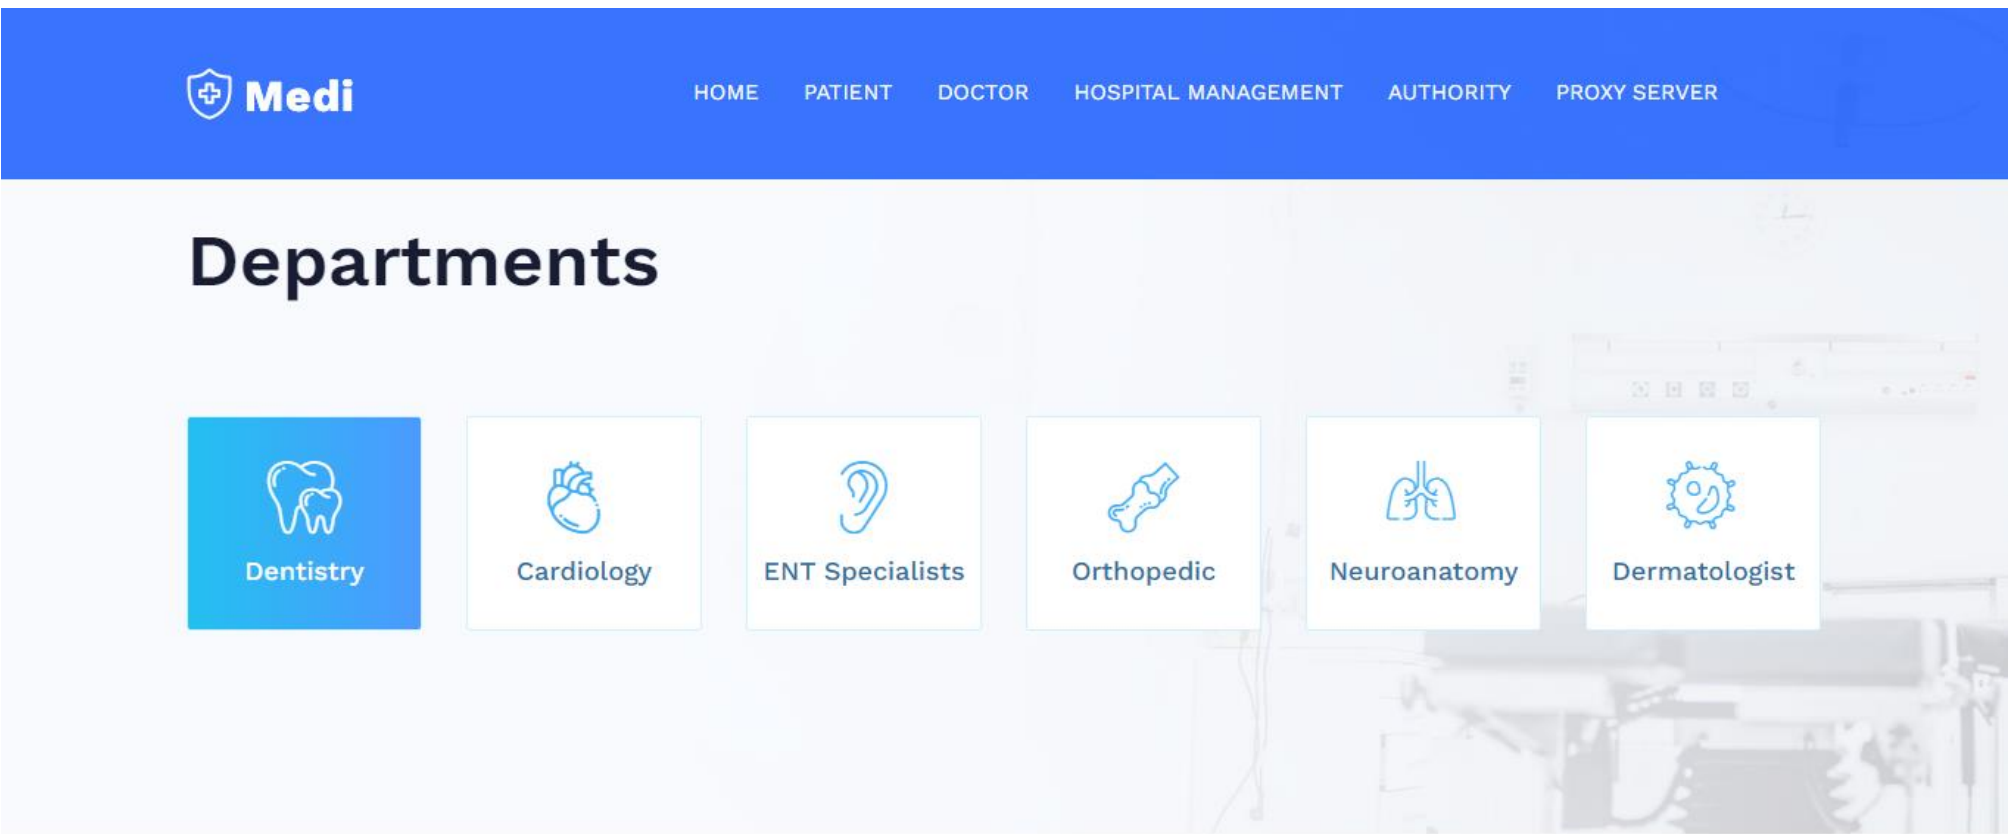 Medi
HOME PATIENT DOCTOR HOSPITAL MANAGEMENT AUTHORITY PROXY SERVER
Departments
Dentistry
Cardiology
ENT Specialists
Orthopedic
Neuroanatomy
Dermatologist